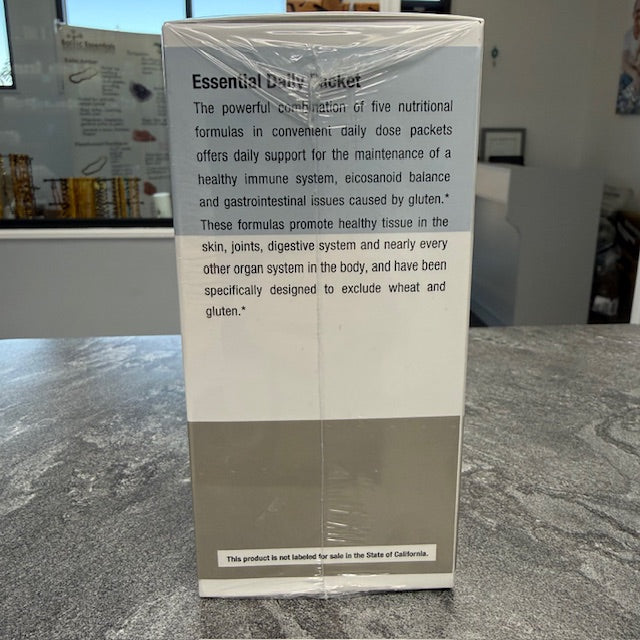 Essential Daily Packet
The powerful combination of five nutritional
formulas in convenient daily dose packets
offers daily support for the maintenance of a
healthy immune system, eicosanoid balance
and gastrointestinal issues caused by gluten.*
These formulas promote healthy tissue in the
skin, joints, digestive system and nearly every
other organ system in the body, and have been
specifically designed to exclude wheat and
gluten.*
This product is not labeled for sale in the State of California.